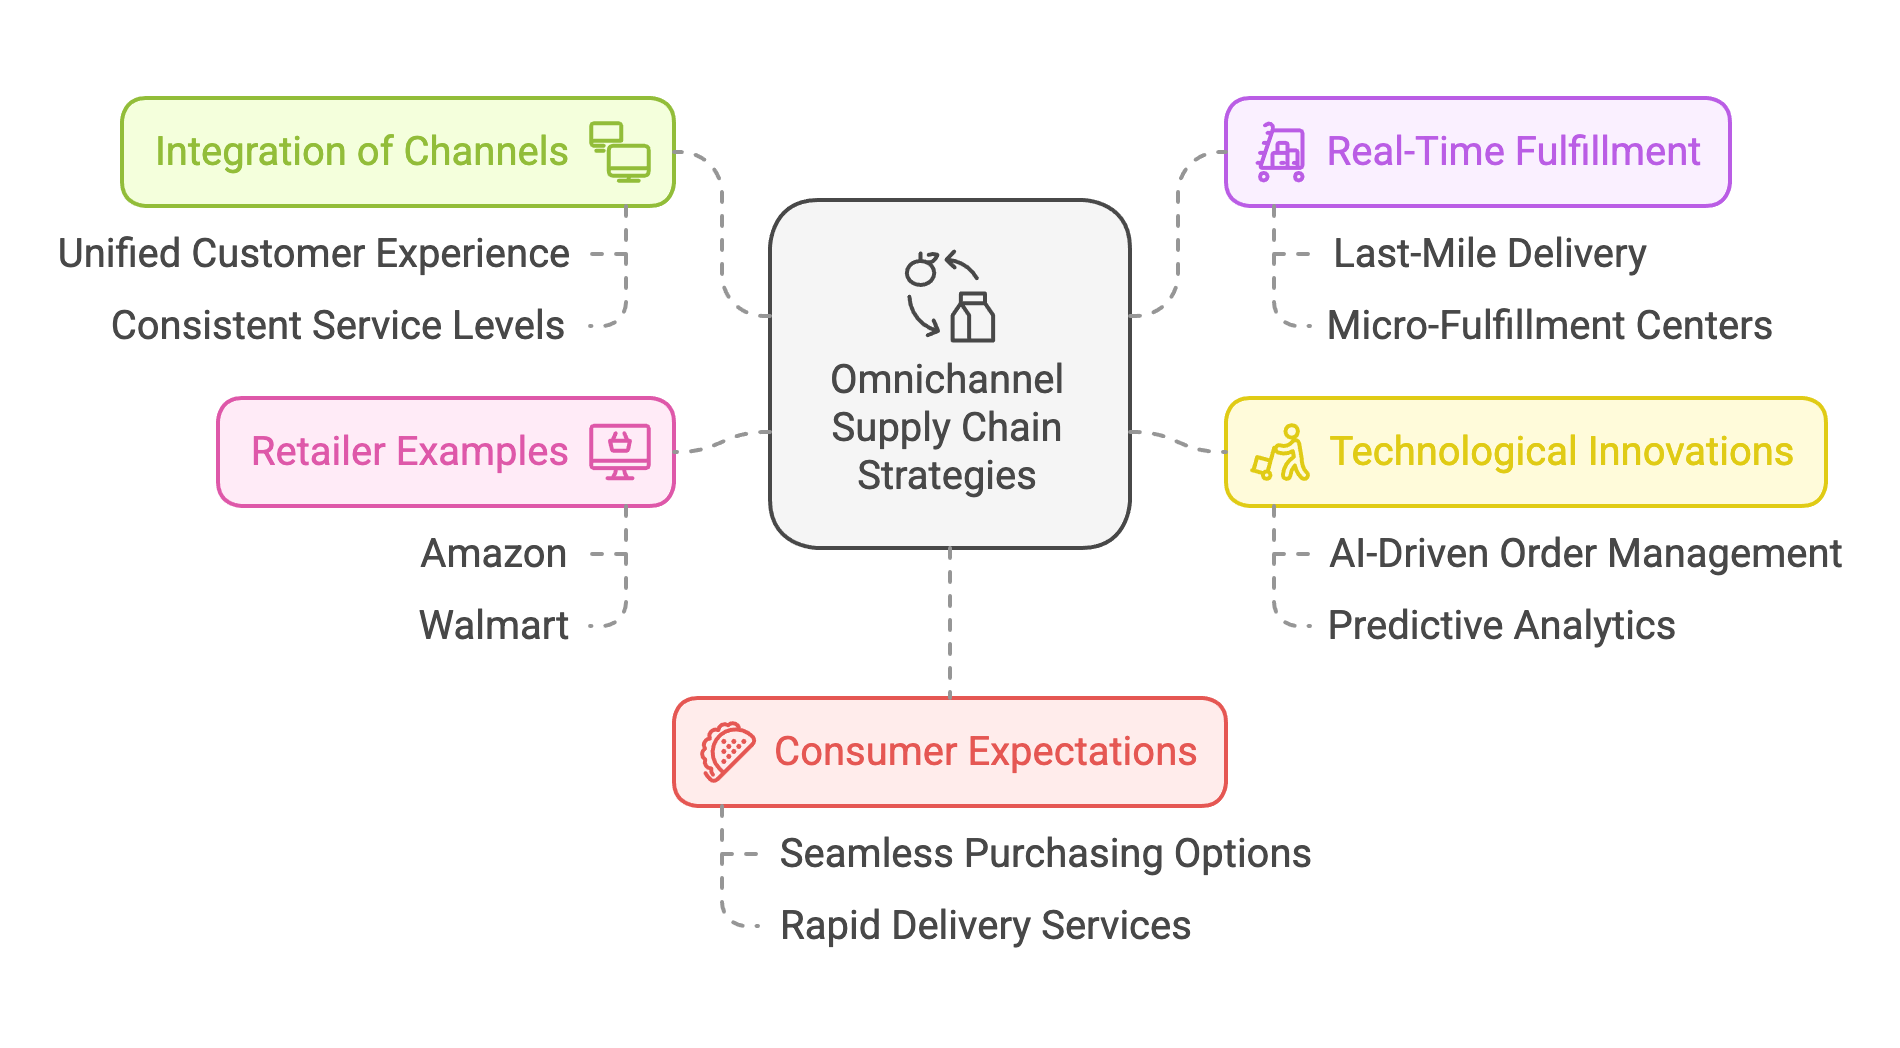 Integration of Channels
Unified Customer Experience
Consistent Service Levels
Retailer Examples
Amazon
Walmart
Omnichannel
Supply Chain
Strategies
Real-Time Fulfillment
Last-Mile Delivery
Micro-Fulfillment Centers
Technological Innovations
AI-Driven Order Management
Predictive Analytics
Consumer Expectations
Seamless Purchasing Options
Rapid Delivery Services